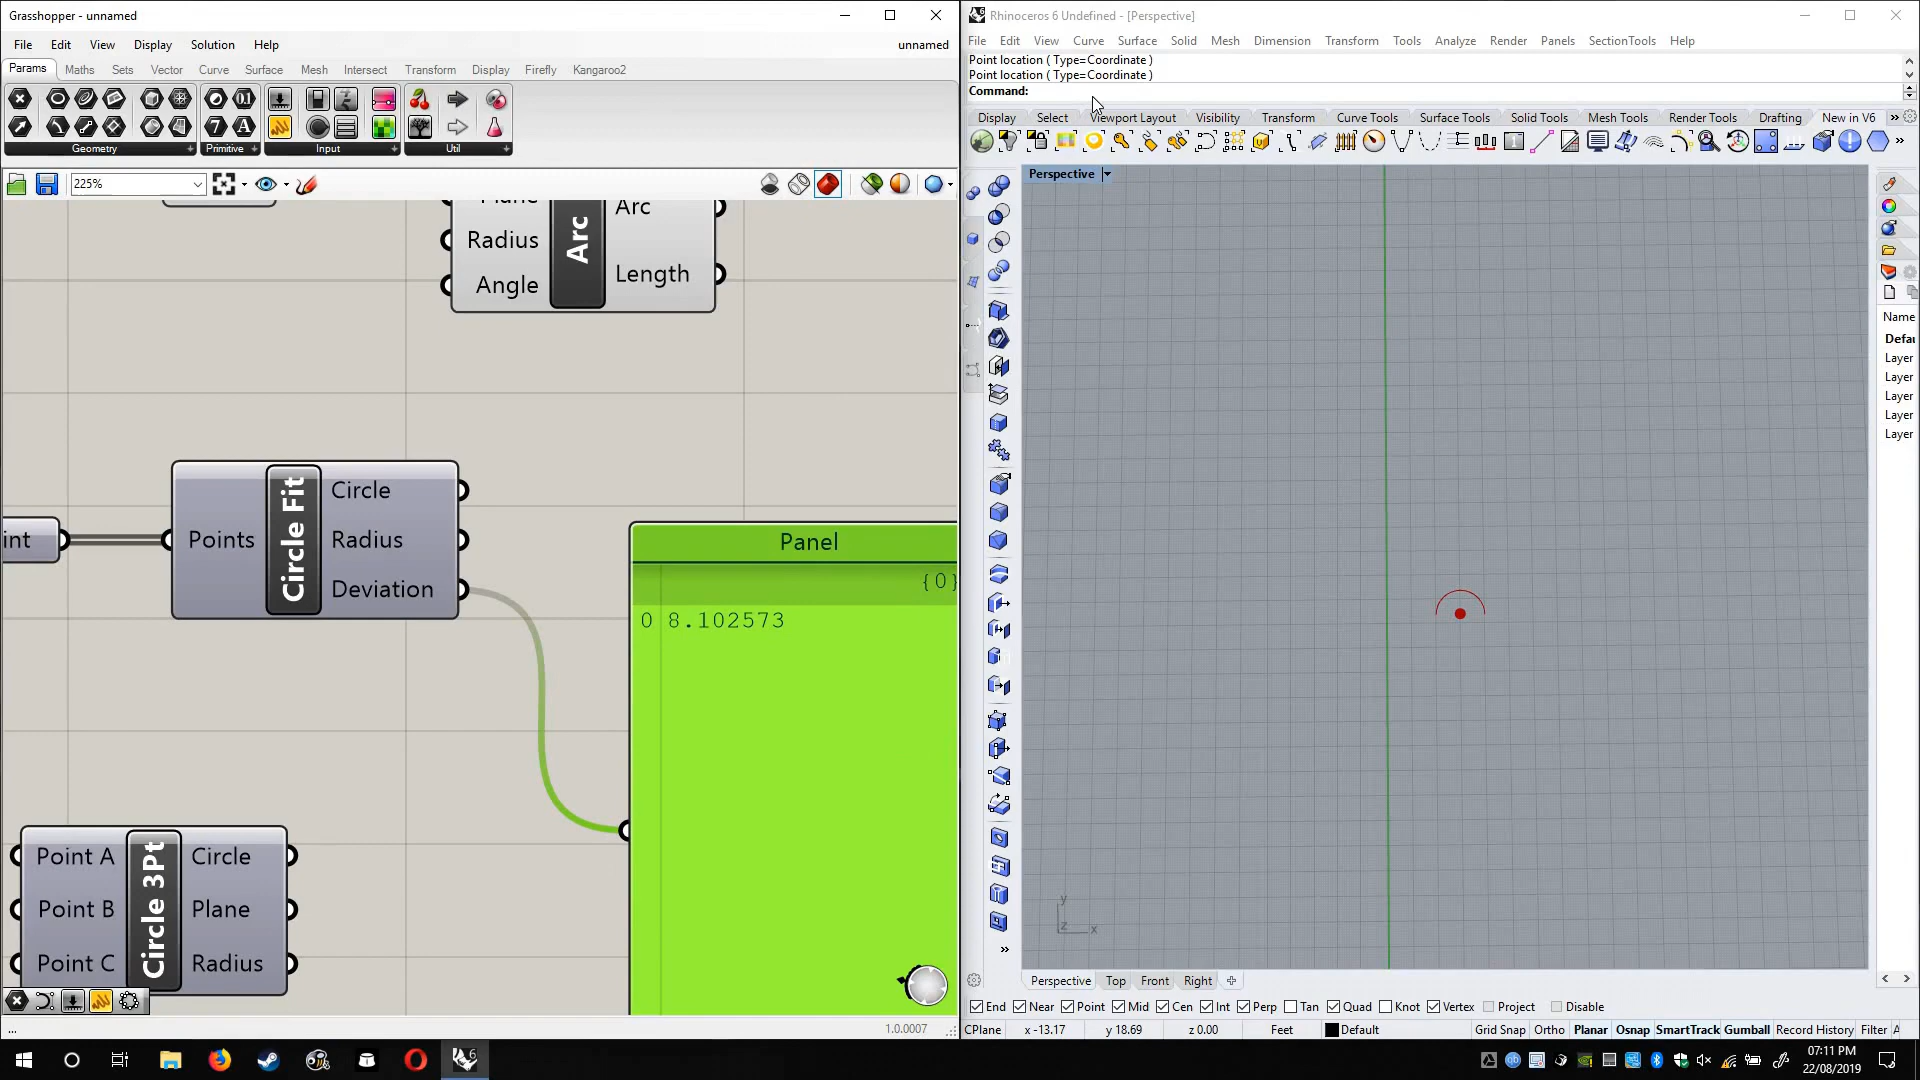 Grasshopper - unnamed
File Edit View Display Solution Help unnamed
Params Maths Sets Vector Curve Surface Mesh Intersect Transform Display Firefly Kangaroo2
Geometry Primitive Input Util
225%
Arc
Radius
Angle
Arc
Length
int
Points
Circle Fit
Circle
Radius
Deviation
Panel
{0}
0 8.102573
Point A
Point B
Point C
Circle 3Pt
Circle
Plane
Radius
...
1.0.0007
Rhinoceros 6 Undefined - [Perspective]
File Edit View Curve Surface Solid Mesh Dimension Transform Tools Analyze Render Panels SectionTools Help
Point location ( Type=Coordinate )
Point location ( Type=Coordinate )
Command:
Display Select Viewport Layout Visibility Transform Curve Tools Surface Tools Solid Tools Mesh Tools Render Tools Drafting New in V6
Perspective
Name
Defau
Layer
Layer
Layer
Layer
Layer
y
z x
Perspective Top Front Right
End Near Point Mid Cen Int Perp Tan Quad Knot Vertex Project Disable
CPlane x -13.17 y 18.69 z 0.00 Feet Default Grid Snap Ortho Planar Osnap SmartTrack Gumball Record History Filter A
07:11 PM
22/08/2019